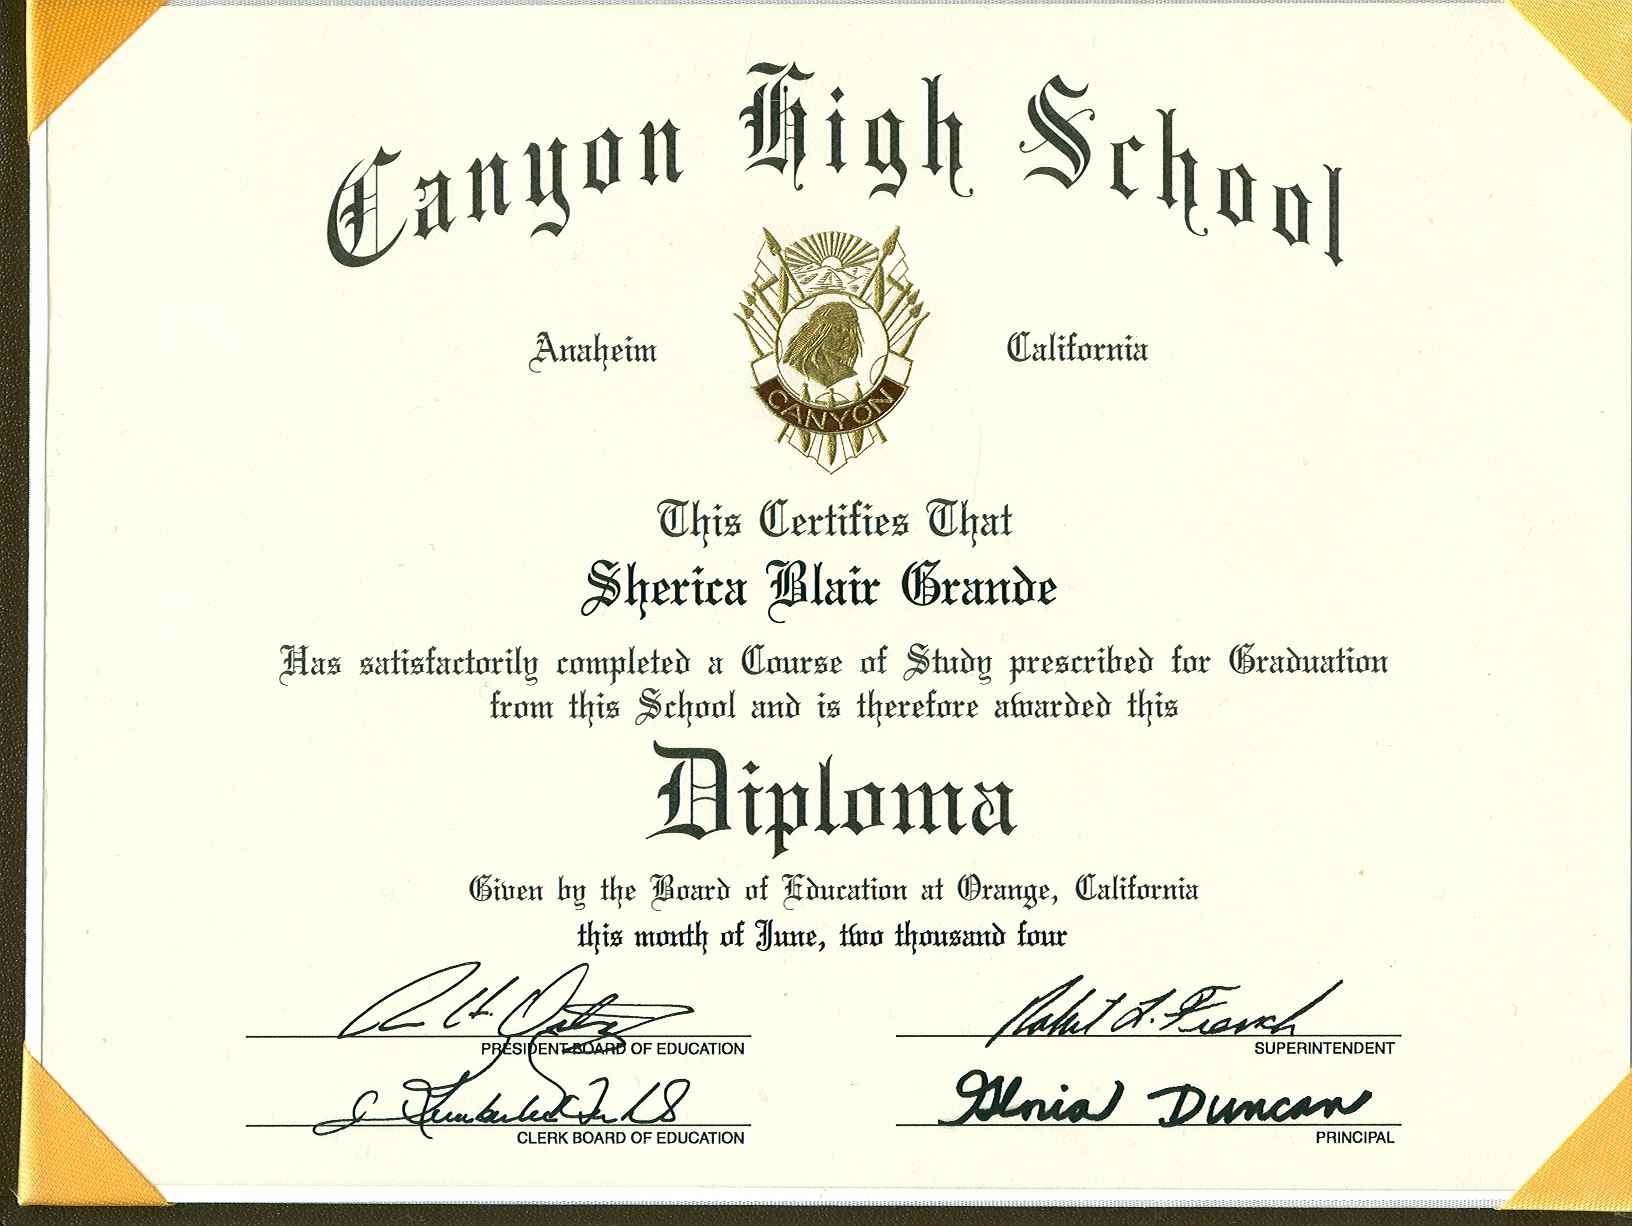 Canyon High School
Anaheim California
CANYON
This Certifies That
Sherica Blair Grande
Has satisfactorily completed a Course of Study prescribed for Graduation
from this School and is therefore awarded this
Diploma
Given by the Board of Education at Orange, California
this month of June, two thousand four
Robert L. French
PRESIDENT BOARD OF EDUCATION SUPERINTENDENT
Gloria Duncan
CLERK BOARD OF EDUCATION PRINCIPAL